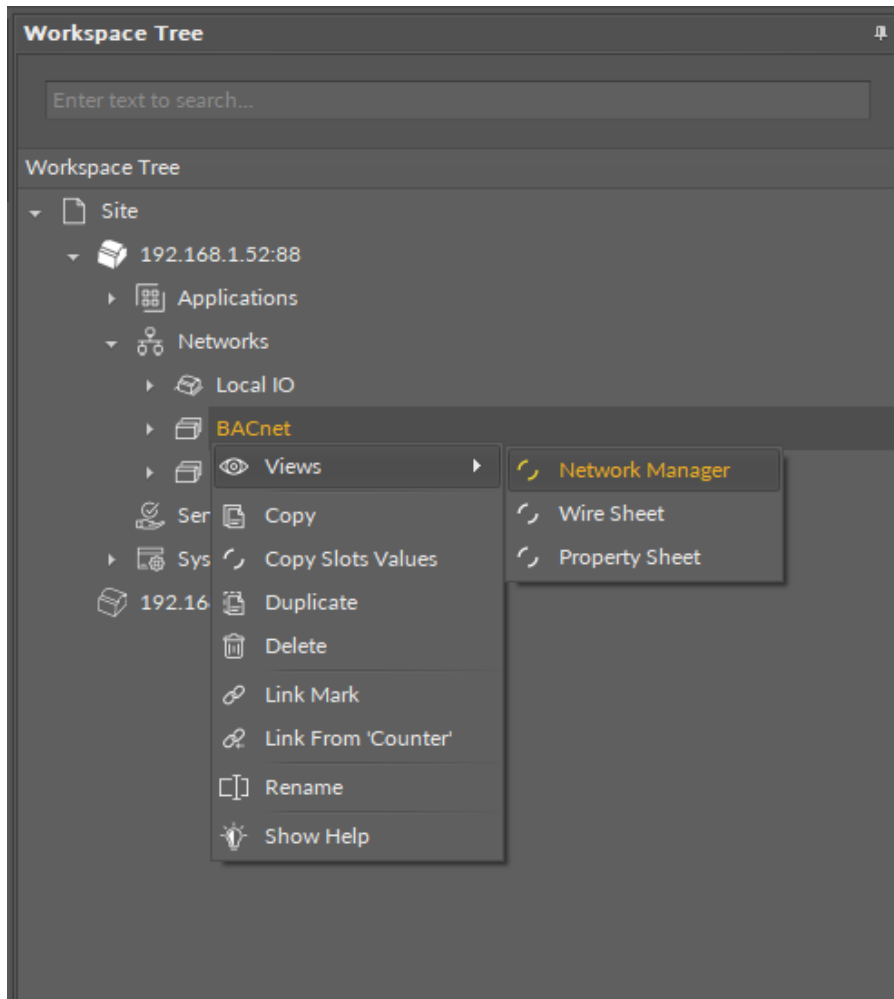 Workspace Tree
Enter text to search...
Workspace Tree
Site
192.168.1.52:88
Applications
Networks
Local IO
BACnet
Views
Network Manager
Wire Sheet
Property Sheet
Ser
Copy
Sys
Copy Slots Values
192.16
Duplicate
Delete
Link Mark
Link From 'Counter'
Rename
Show Help